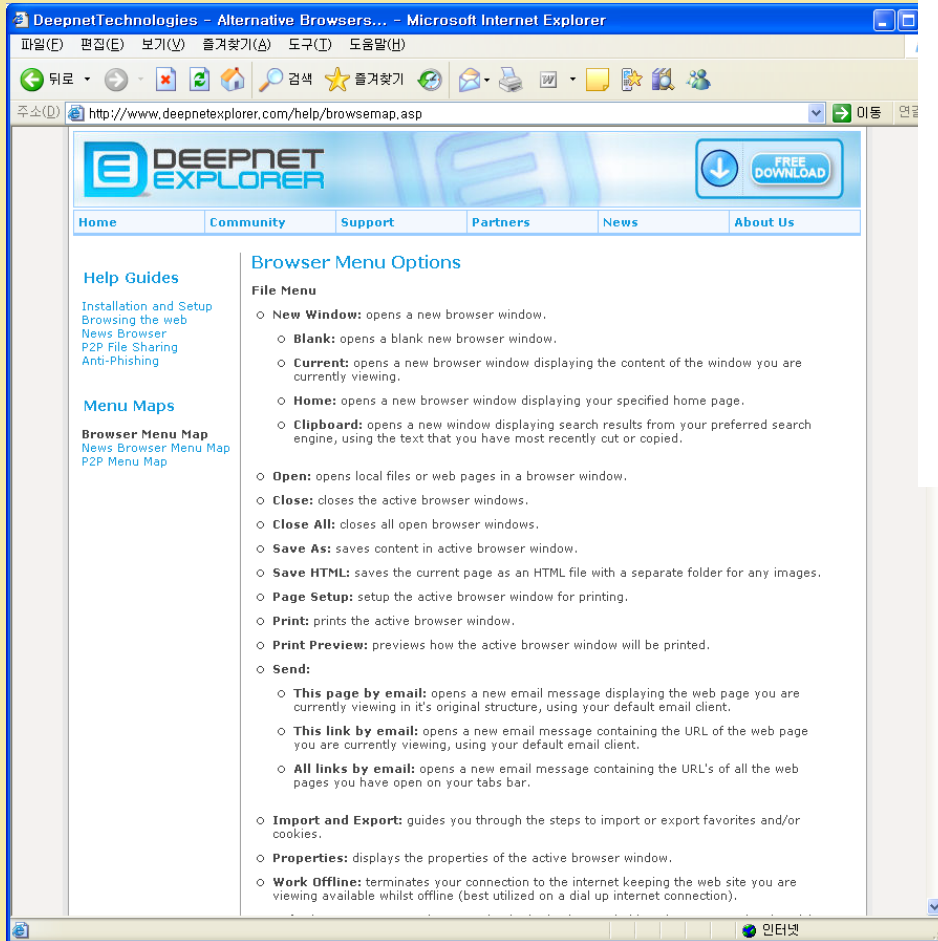 DeepnetTechnologies - Alternative Browsers... - Microsoft Internet Explorer
파일(F) 편집(E) 보기(V) 즐겨찾기(A) 도구(T) 도움말(H)
뒤로 검색 즐겨찾기
주소(D) http://www.deepnetexplorer.com/help/browsemap.asp 이동
DEEPNET
EXPLORER
FREE
DOWNLOAD
Home Community Support Partners News About Us
Help Guides
Installation and Setup
Browsing the web
News Browser
P2P File Sharing
Anti-Phishing
Menu Maps
Browser Menu Map
News Browser Menu Map
P2P Menu Map
Browser Menu Options
File Menu
New Window: opens a new browser window.
Blank: opens a blank new browser window.
Current: opens a new browser window displaying the content of the window you are
currently viewing.
Home: opens a new browser window displaying your specified home page.
Clipboard: opens a new window displaying search results from your preferred search
engine, using the text that you have most recently cut or copied.
Open: opens local files or web pages in a browser window.
Close: closes the active browser windows.
Close All: closes all open browser windows.
Save As: saves content in active browser window.
Save HTML: saves the current page as an HTML file with a separate folder for any images.
Page Setup: setup the active browser window for printing.
Print: prints the active browser window.
Print Preview: previews how the active browser window will be printed.
Send:
This page by email: opens a new email message displaying the web page you are
currently viewing in it's original structure, using your default email client.
This link by email: opens a new email message containing the URL of the web page
you are currently viewing, using your default email client.
All links by email: opens a new email message containing the URL's of all the web
pages you have open on your tabs bar.
Import and Export: guides you through the steps to import or export favorites and/or
cookies.
Properties: displays the properties of the active browser window.
Work Offline: terminates your connection to the internet keeping the web site you are
viewing available whilst offline (best utilized on a dial up internet connection).
인터넷